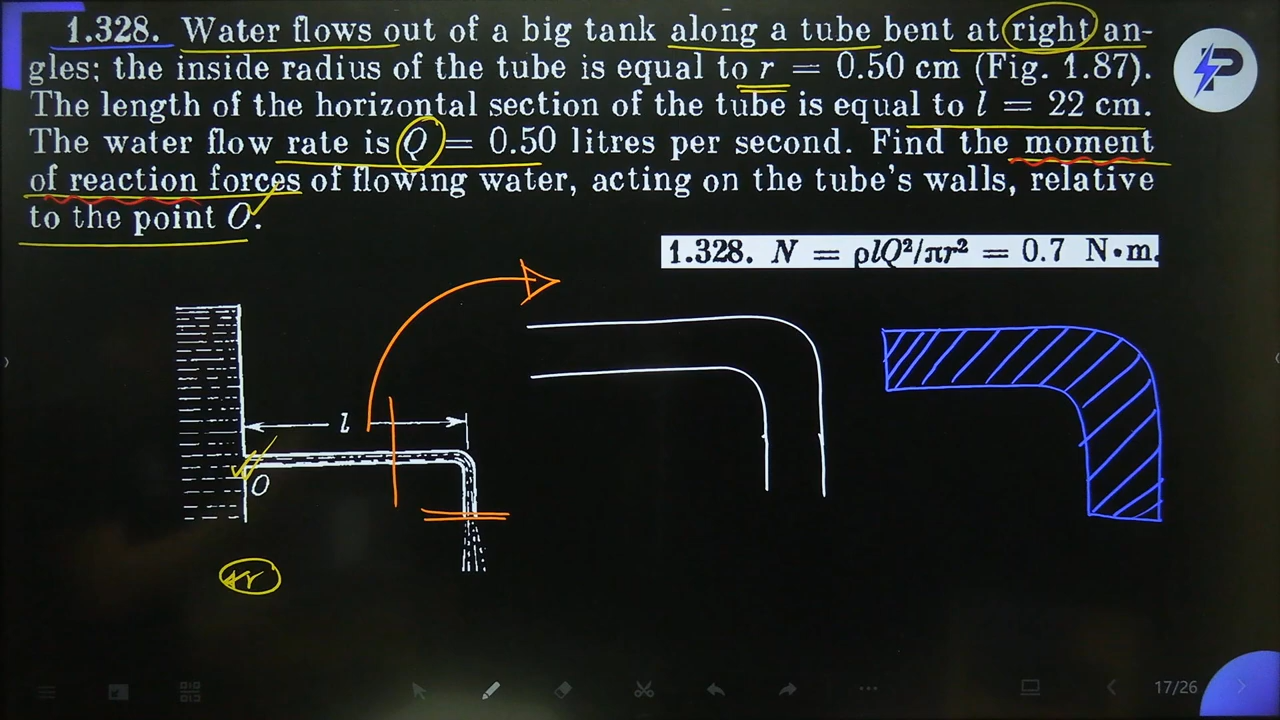 1.328. Water flows out of a big tank along a tube bent at right an-
gles: the inside radius of the tube is equal to r = 0.50 cm (Fig. 1.87).
The length of the horizontal section of the tube is equal to l = 22 cm.
The water flow rate is Q = 0.50 litres per second. Find the moment
of reaction forces of flowing water, acting on the tube's walls, relative
to the point O.
1.328. N = ρlQ²/πr² = 0.7 N·m.
l
O
17/26